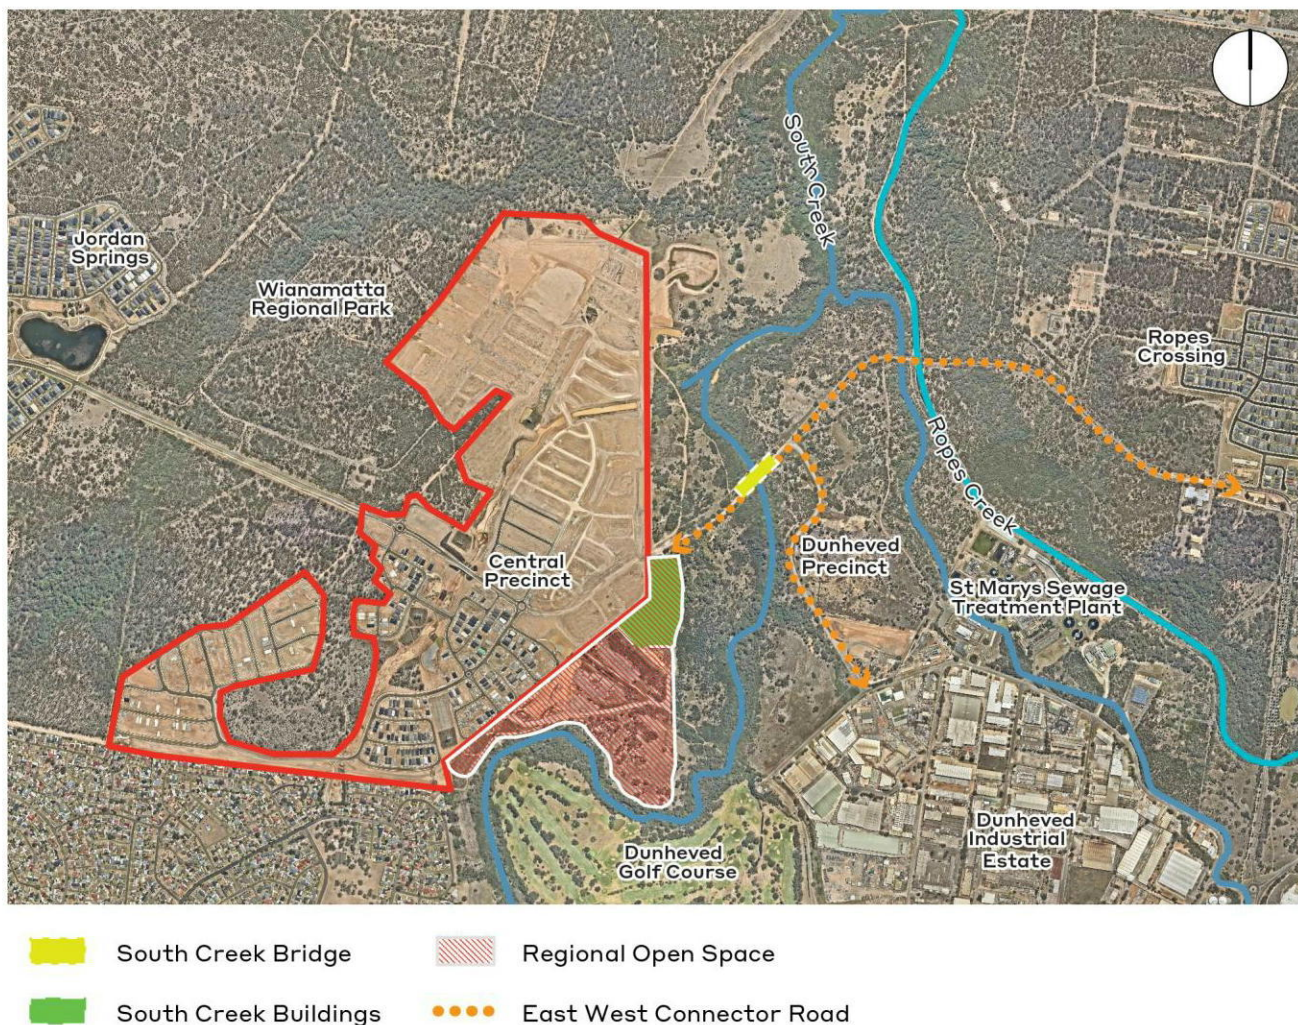 South Creek
Jordan
Springs
Wianamatta
Regional Park
Ropes
Crossing
Ropes Creek
Central
Precinct
Dunheved
Precinct
St Marys Sewage
Treatment Plant
Dunheved
Golf Course
Dunheved
Industrial
Estate
South Creek Bridge
Regional Open Space
South Creek Buildings
East West Connector Road